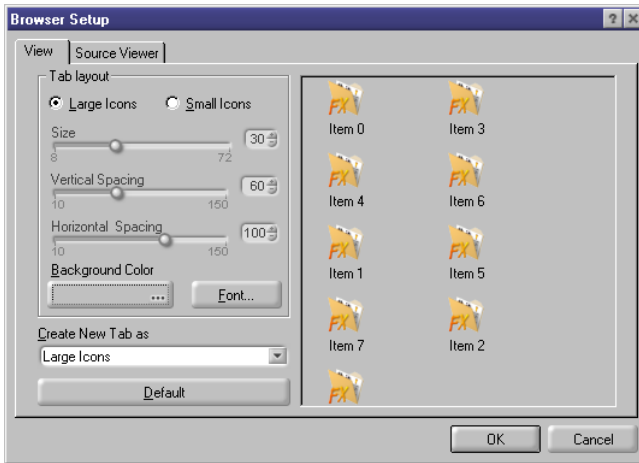 Browser Setup
View
Source Viewer
Tab layout
Large Icons
Small Icons
Size
30
8
72
Vertical Spacing
60
10
150
Horizontal Spacing
100
10
150
Background Color
...
Font...
Create New Tab as
Large Icons
Default
FX
Item 0
FX
Item 3
FX
Item 4
FX
Item 6
FX
Item 1
FX
Item 5
FX
Item 7
FX
Item 2
FX
OK
Cancel